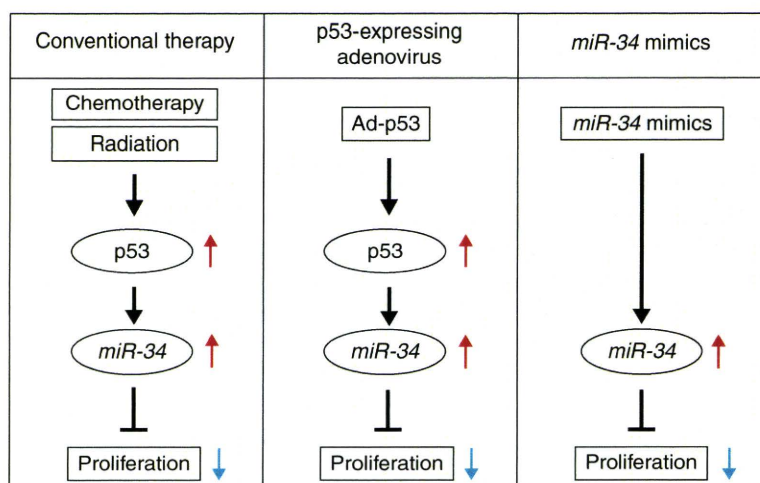 Conventional therapy
p53-expressing
adenovirus
miR-34 mimics
Chemotherapy
Radiation
p53
miR-34
Proliferation
Ad-p53
p53
miR-34
Proliferation
miR-34 mimics
miR-34
Proliferation